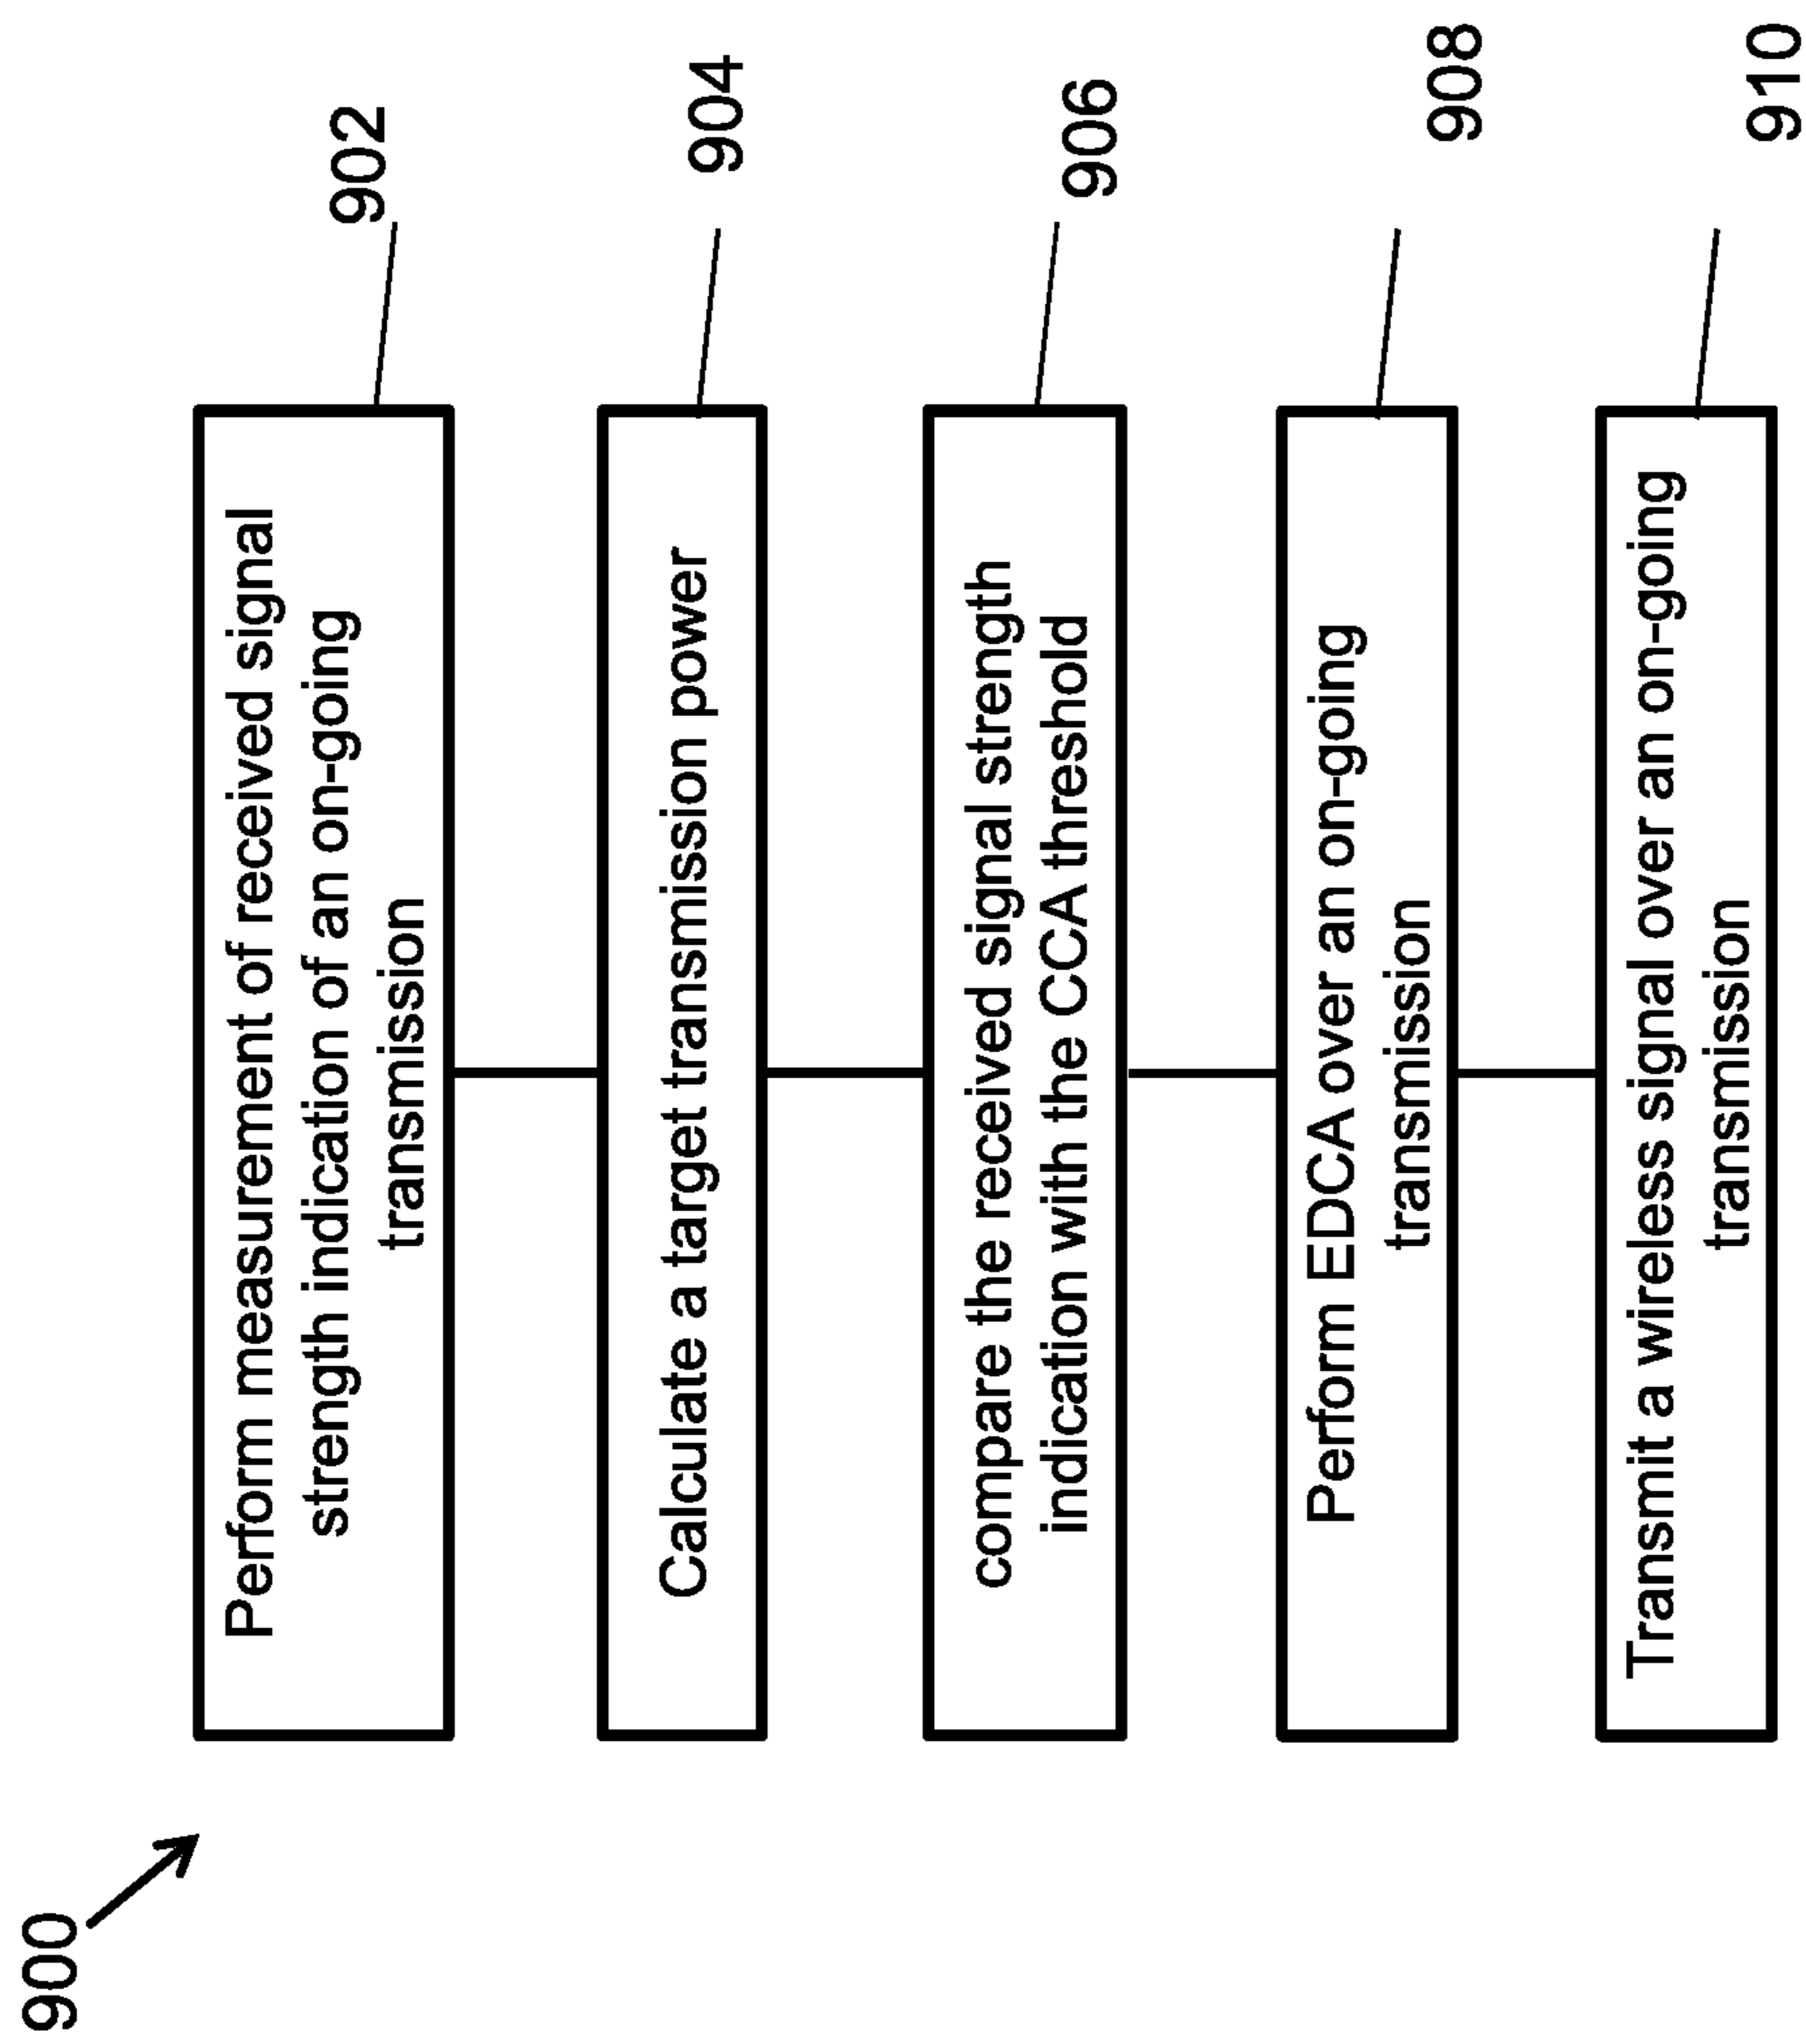 900
Perform measurement of received signal
strength indication of an on-going
transmission
902
Calculate a target transmission power
904
compare the received signal strength
indication with the CCA threshold
906
Perform EDCA over an on-going
transmission
908
Transmit a wireless signal over an on-going
transmission
910